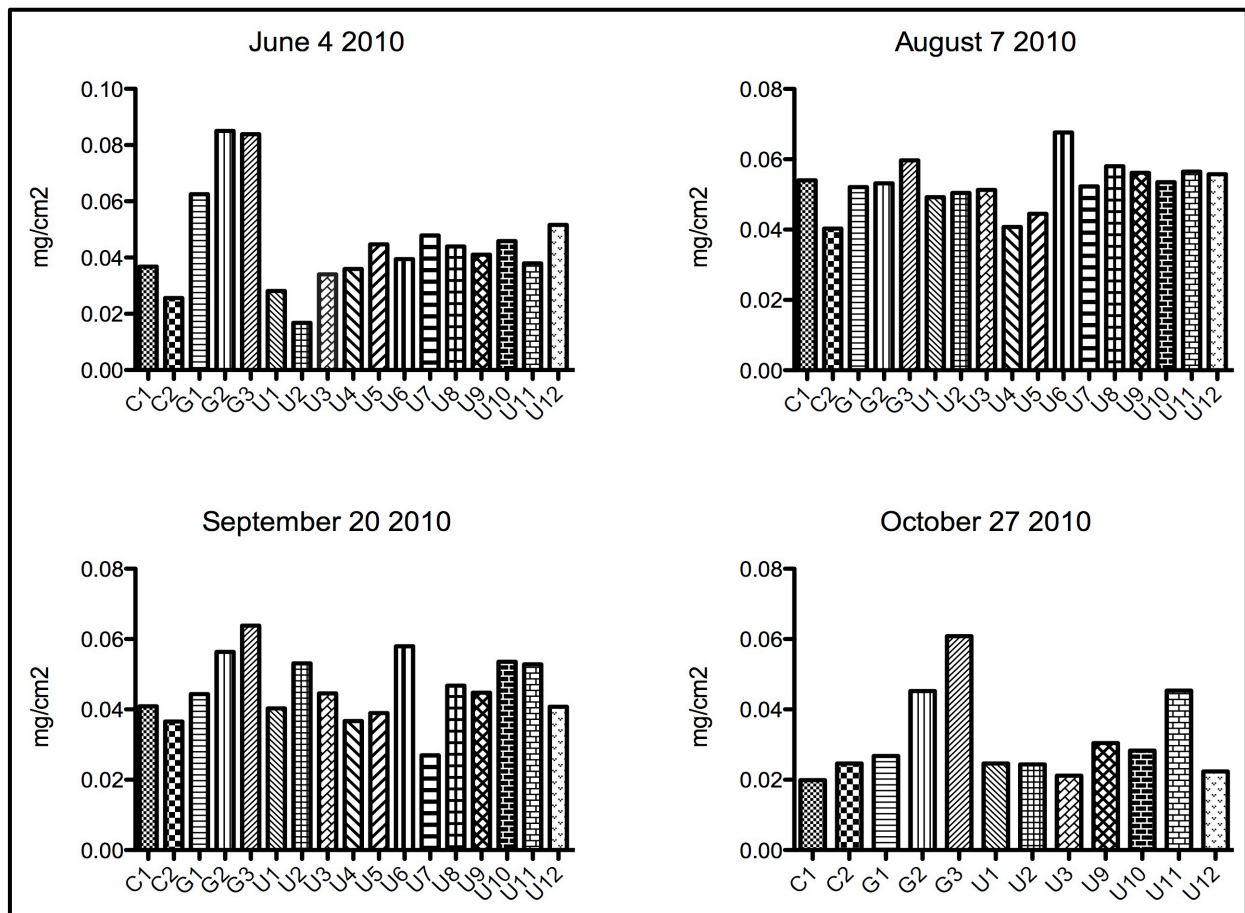 June 4 2010
mg/cm2
0.10
0.08
0.06
0.04
0.02
0.00
C1 C2 G1 G2 G3 U1 U2 U3 U4 U5 U6 U7 U8 U9 U10 U11 U12
August 7 2010
mg/cm2
0.08
0.06
0.04
0.02
0.00
C1 C2 G1 G2 G3 U1 U2 U3 U4 U5 U6 U7 U8 U9 U10 U11 U12
September 20 2010
mg/cm2
0.08
0.06
0.04
0.02
0.00
C1 C2 G1 G2 G3 U1 U2 U3 U4 U5 U6 U7 U8 U9 U10 U11 U12
October 27 2010
mg/cm2
0.08
0.06
0.04
0.02
0.00
C1 C2 G1 G2 G3 U1 U2 U3 U9 U10 U11 U12